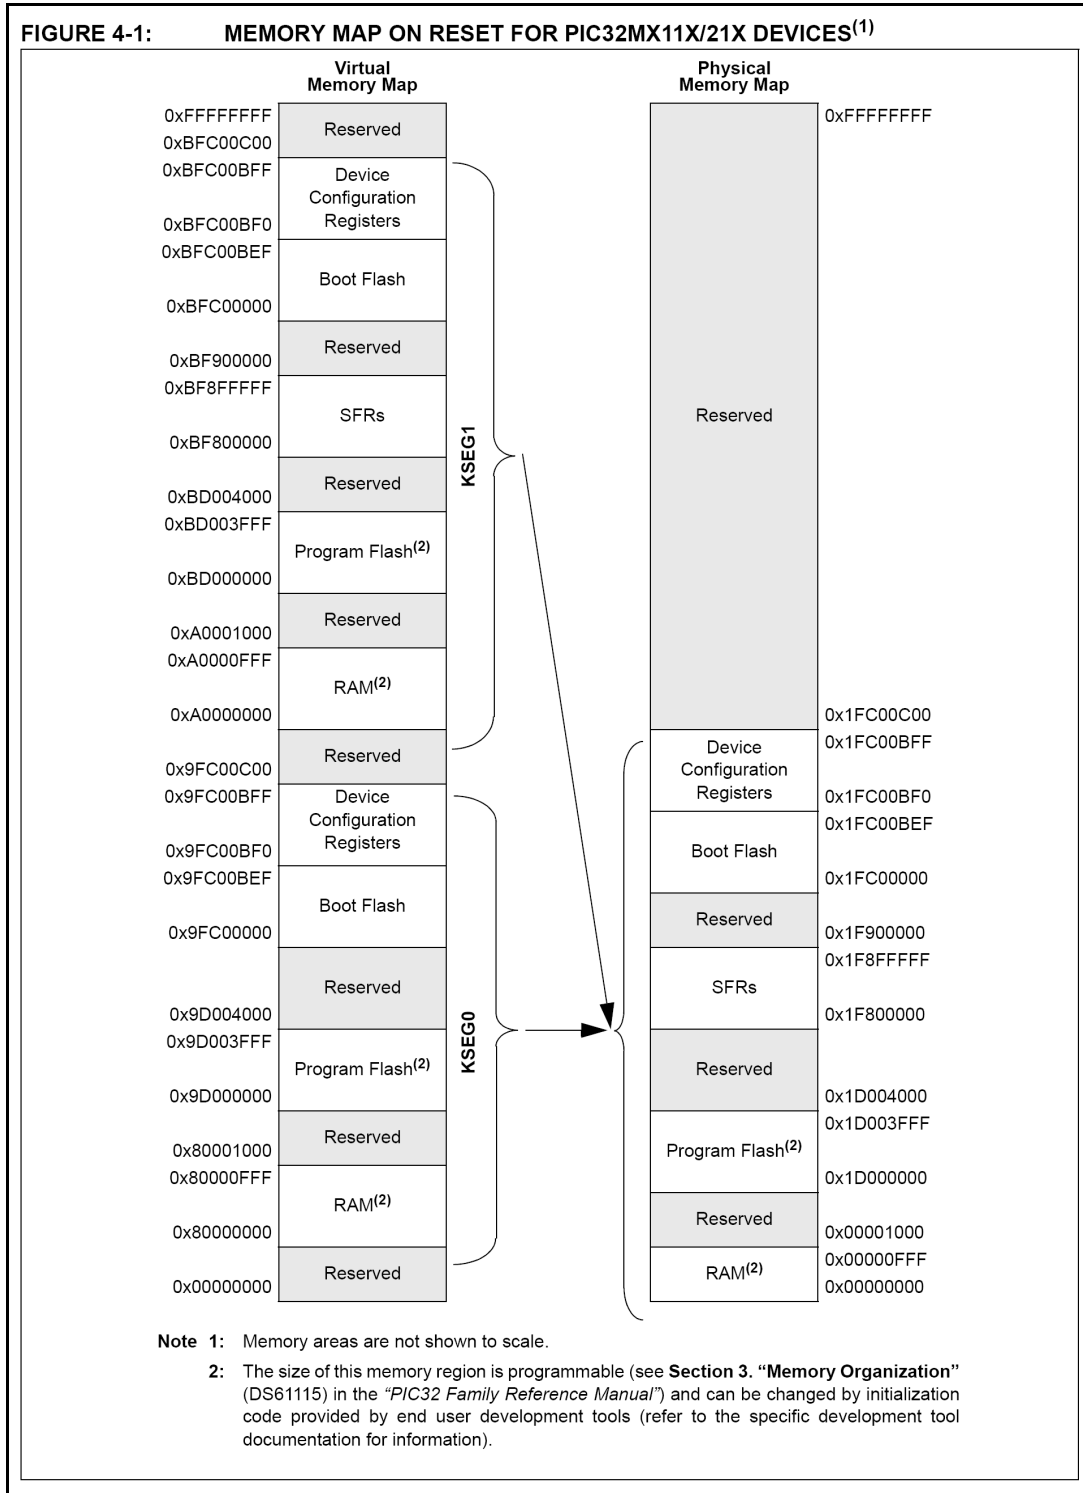 FIGURE 4-1: MEMORY MAP ON RESET FOR PIC32MX11X/21X DEVICES(1)
Virtual
Memory Map
0xFFFFFFFF
Reserved
0xBFC00C00
0xBFC00BFF
Device
Configuration
Registers
0xBFC00BF0
0xBFC00BEF
Boot Flash
0xBFC00000
Reserved
0xBF900000
0xBF8FFFFF
SFRs
0xBF800000
Reserved
0xBD004000
0xBD003FFF
Program Flash(2)
0xBD000000
Reserved
0xA0001000
0xA0000FFF
RAM(2)
0xA0000000
Reserved
0x9FC00C00
0x9FC00BFF
Device
Configuration
Registers
0x9FC00BF0
0x9FC00BEF
Boot Flash
0x9FC00000
Reserved
0x9D004000
0x9D003FFF
Program Flash(2)
0x9D000000
Reserved
0x80001000
0x80000FFF
RAM(2)
0x80000000
Reserved
0x00000000
KSEG1
KSEG0
Physical
Memory Map
0xFFFFFFFF
Reserved
0x1FC00C00
0x1FC00BFF
Device
Configuration
Registers
0x1FC00BF0
0x1FC00BEF
Boot Flash
0x1FC00000
Reserved
0x1F900000
0x1F8FFFFF
SFRs
0x1F800000
Reserved
0x1D004000
0x1D003FFF
Program Flash(2)
0x1D000000
Reserved
0x00001000
0x00000FFF
RAM(2)
0x00000000
Note 1: Memory areas are not shown to scale.
2: The size of this memory region is programmable (see Section 3. “Memory Organization”
(DS61115) in the “PIC32 Family Reference Manual”) and can be changed by initialization
code provided by end user development tools (refer to the specific development tool
documentation for information).